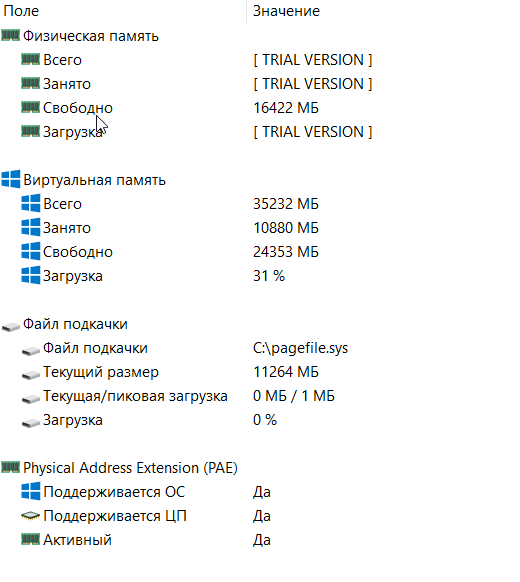 Поле Значение
Физическая память
Всего [ TRIAL VERSION ]
Занято [ TRIAL VERSION ]
Свободно 16422 МБ
Загрузка [ TRIAL VERSION ]
Виртуальная память
Всего 35232 МБ
Занято 10880 МБ
Свободно 24353 МБ
Загрузка 31 %
Файл подкачки
Файл подкачки C:\pagefile.sys
Текущий размер 11264 МБ
Текущая/пиковая загрузка 0 МБ / 1 МБ
Загрузка 0 %
Physical Address Extension (PAE)
Поддерживается ОС Да
Поддерживается ЦП Да
Активный Да